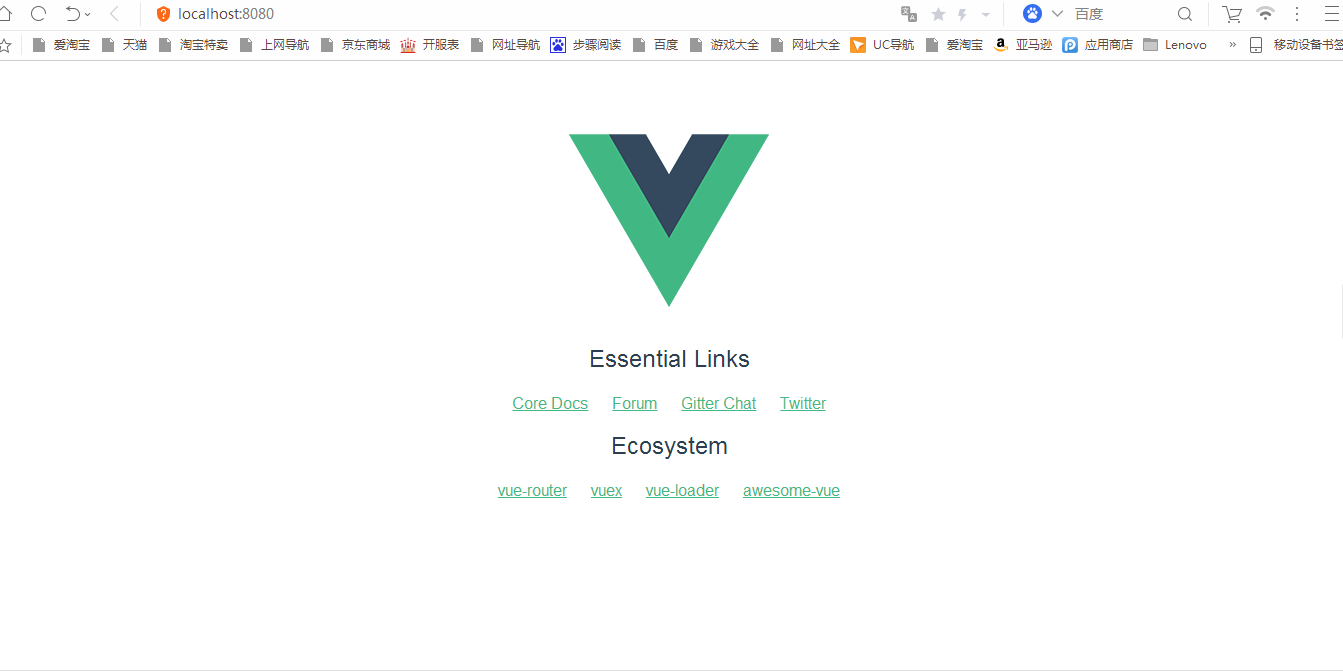 localhost:8080
百度
爱淘宝 天猫 淘宝特卖 上网导航 京东商城 开服表 网址导航 步骤阅读 百度 游戏大全 网址大全 UC导航 爱淘宝 亚马逊 应用商店 Lenovo » 移动设备书签
Essential Links
Core Docs Forum Gitter Chat Twitter
Ecosystem
vue-router vuex vue-loader awesome-vue